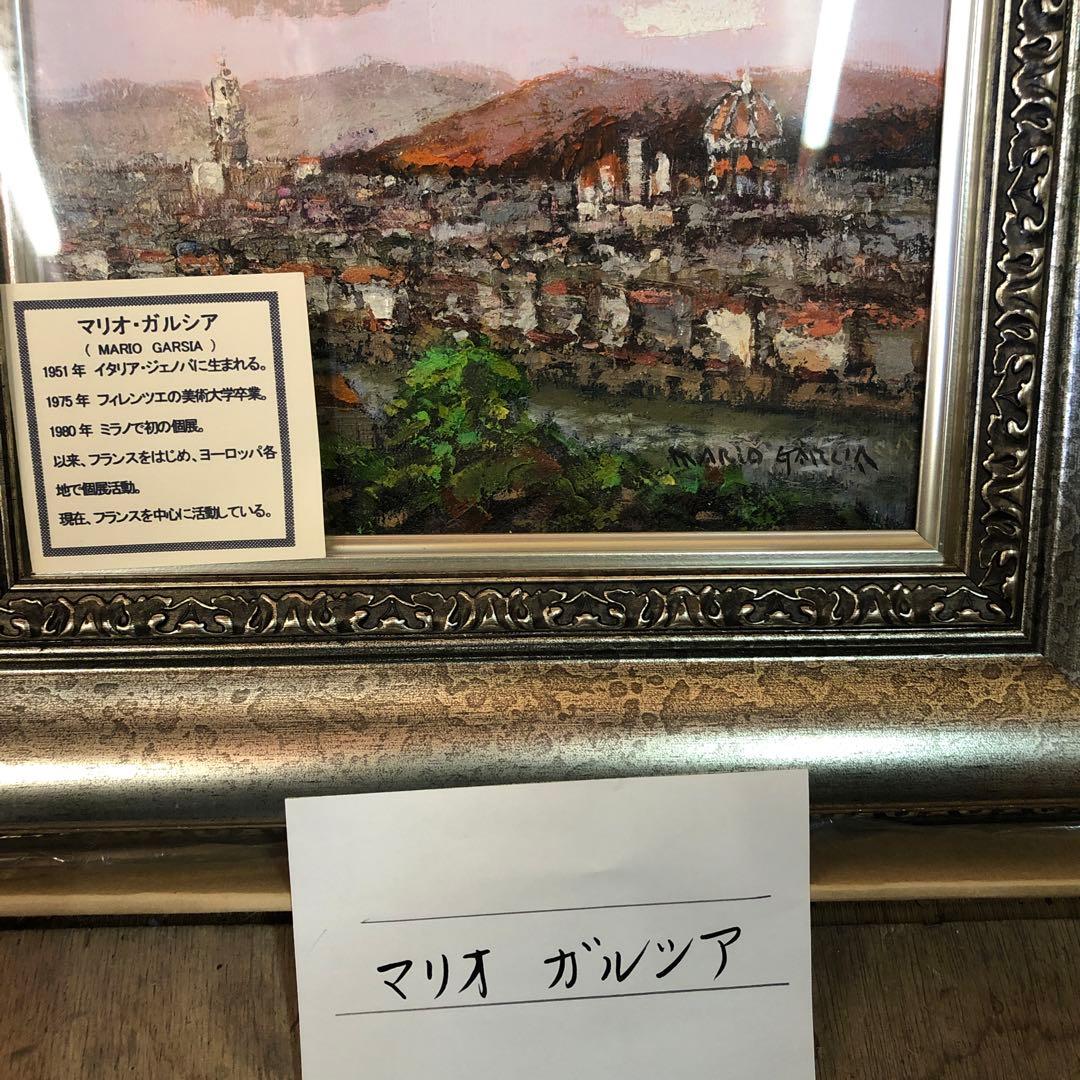 マリオ・ガルシア
( MARIO GARSIA )
1951年 イタリア・ジェノバに生まれる。
1975年 フィレンツエの美術大学卒業。
1980年 ミラノで初の個展。
以来、フランスをはじめ、ヨーロッパ各
地で個展活動。
現在、フランスを中心に活動している。
MARIO GARCIA
マリオ ガルシア